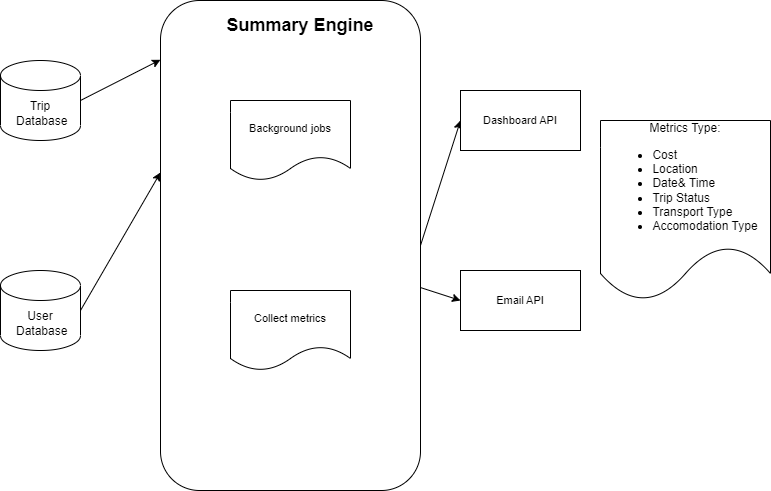 Summary Engine
Trip
Database
Background jobs
Dashboard API
Metrics Type:
Cost
Location
Date& Time
Trip Status
Transport Type
Accomodation Type
User
Database
Collect metrics
Email API